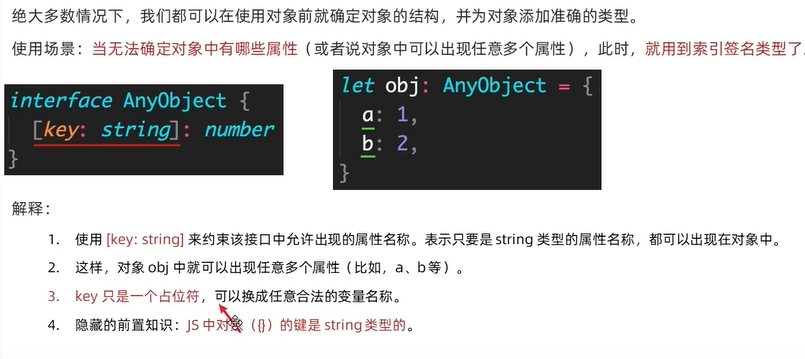 绝大多数情况下，我们都可以在使用对象前就确定对象的结构，并为对象添加准确的类型。
使用场景：当无法确定对象中有哪些属性（或者说对象中可以出现任意多个属性），此时，就用到索引签名类型了
interface AnyObject {
[key: string]: number
}
let obj: AnyObject = {
a: 1,
b: 2,
}
解释：
1. 使用 [key: string] 来约束该接口中允许出现的属性名称。表示只要是 string 类型的属性名称，都可以出现在对象中。
2. 这样，对象 obj 中就可以出现任意多个属性（比如，a、b 等）。
3. key 只是一个占位符，可以换成任意合法的变量名称。
4. 隐藏的前置知识：JS 中对象（{}）的键是 string 类型的。